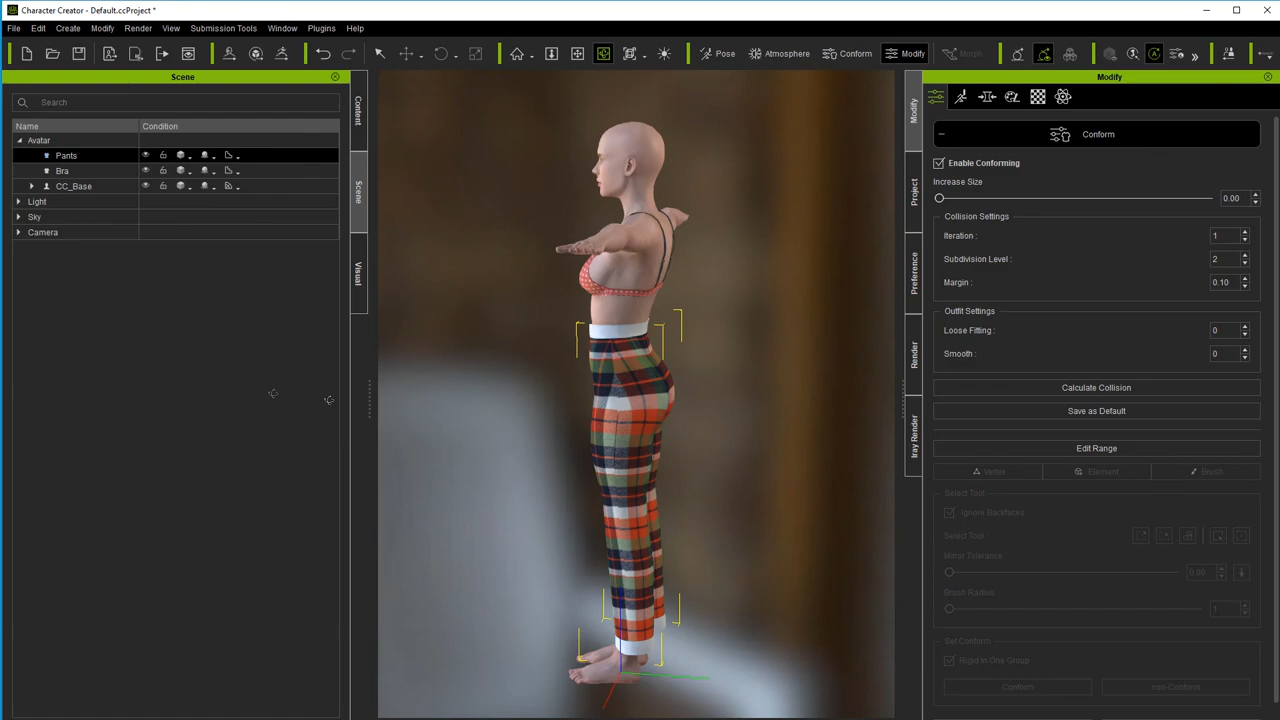 Character Creator - Default.ccProject *
File Edit Create Modify Render View Submission Tools Window Plugins Help
Pose Atmosphere Conform Modify Morph
Scene
Search
Name Condition
Avatar
Pants
Bra
CC_Base
Light
Sky
Camera
Content
Scene
Visual
Modify
Project
Preference
Render
Iray Render
Modify
Conform
Enable Conforming
Increase Size
0.00
Collision Settings
Iteration : 1
Subdivision Level : 2
Margin : 0.10
Outfit Settings
Loose Fitting : 0
Smooth : 0
Calculate Collision
Save as Default
Edit Range
Vertex Element Brush
Select Tool
Ignore Backfaces
Select Tool
Mirror Tolerance
0.00
Brush Radius
1
Set Conform
Rigid In One Group
Conform non-Conform